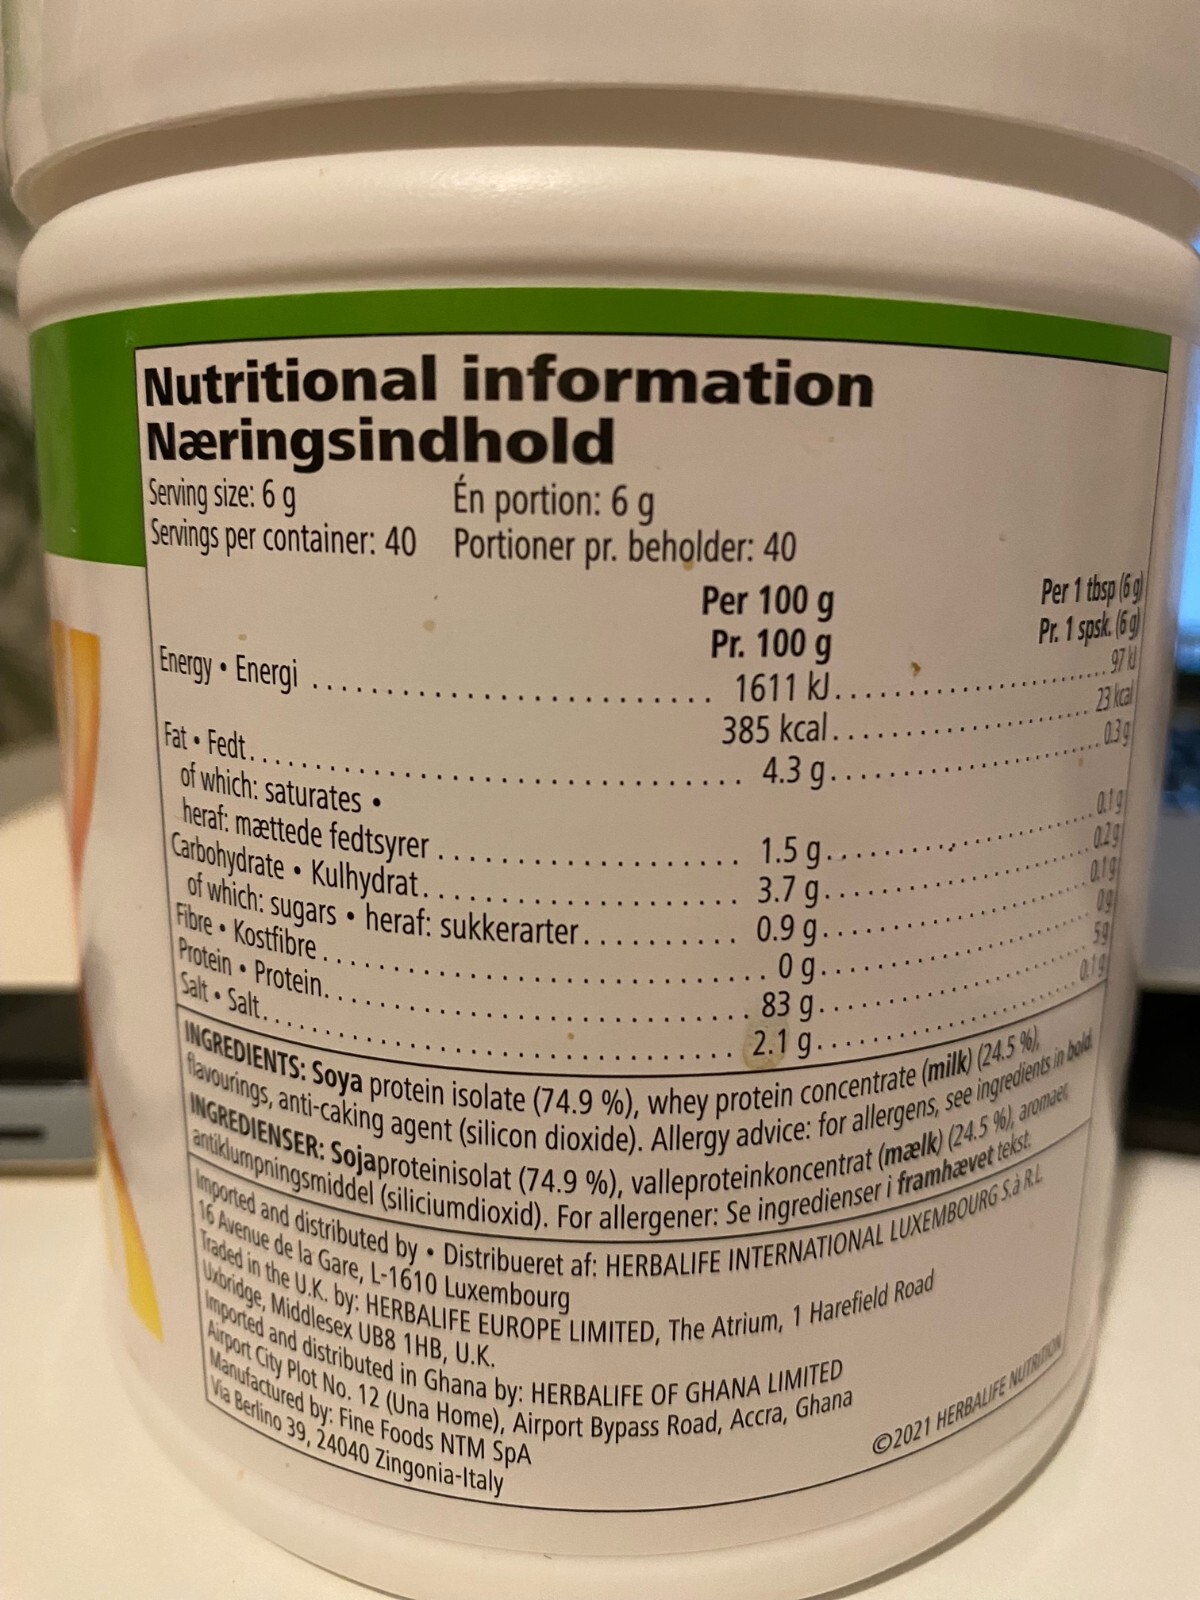 Nutritional information
Næringsindhold
Serving size: 6 g Én portion: 6 g
Servings per container: 40 Portioner pr. beholder: 40
Per 100 g Per 1 tbsp (6 g)
Pr. 100 g Pr. 1 spsk. (6 g)
Energy • Energi .......... 1611 kJ .......... 97 kJ
385 kcal .......... 23 kcal
Fat • Fedt .......... 4.3 g .......... 0.3 g
of which: saturates •
heraf: mættede fedtsyrer .......... 1.5 g .......... 0.1 g
Carbohydrate • Kulhydrat .......... 3.7 g .......... 0.2 g
of which: sugars • heraf: sukkerarter .......... 0.9 g .......... 0.1 g
Fibre • Kostfibre .......... 0 g .......... 0 g
Protein • Protein .......... 83 g .......... 5 g
Salt • Salt .......... 2.1 g .......... 0.1 g
INGREDIENTS: Soya protein isolate (74.9 %), whey protein concentrate (milk) (24.5 %),
flavourings, anti-caking agent (silicon dioxide). Allergy advice: for allergens, see ingredients in bold.
INGREDIENSER: Sojaproteinisolat (74.9 %), valleproteinkoncentrat (mælk) (24.5 %), aromaer,
antiklumpningsmiddel (siliciumdioxid). For allergener: Se ingredienser i framhævet tekst.
Imported and distributed by • Distribueret af: HERBALIFE INTERNATIONAL LUXEMBOURG S.à R.L.
16 Avenue de la Gare, L-1610 Luxembourg
Traded in the U.K. by: HERBALIFE EUROPE LIMITED, The Atrium, 1 Harefield Road
Uxbridge, Middlesex UB8 1HB, U.K.
Imported and distributed in Ghana by: HERBALIFE OF GHANA LIMITED
Airport City Plot No. 12 (Una Home), Airport Bypass Road, Accra, Ghana
Manufactured by: Fine Foods NTM SpA
Via Berlino 39, 24040 Zingonia-Italy
©2021 HERBALIFE NUTRITION